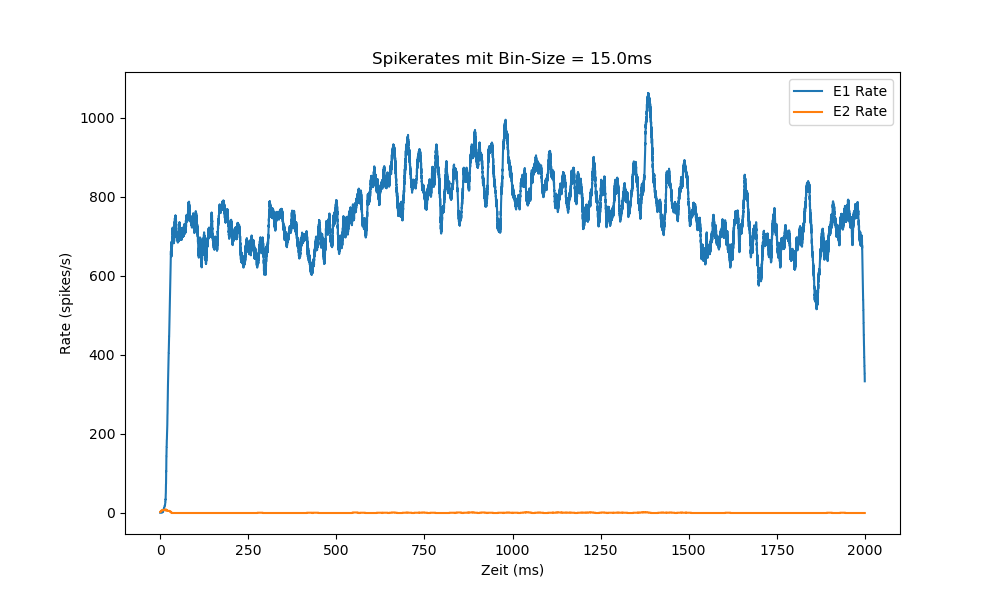 Spikerates mit Bin-Size = 15.0ms
E1 Rate
E2 Rate
Rate (spikes/s)
1000
800
600
400
200
0
0 250 500 750 1000 1250 1500 1750 2000
Zeit (ms)